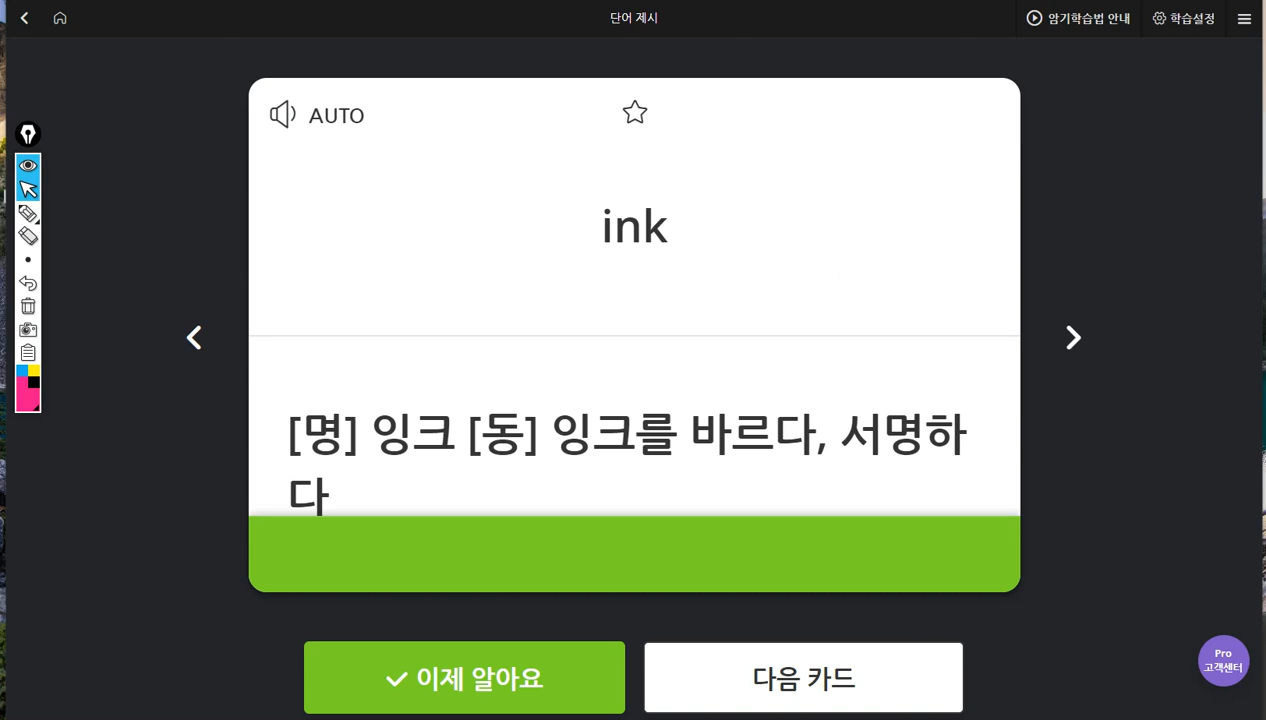 단어 제시
암기학습법 안내
학습설정
AUTO
ink
[명] 잉크 [동] 잉크를 바르다, 서명하
다
이제 알아요
다음 카드
Pro
고객센터